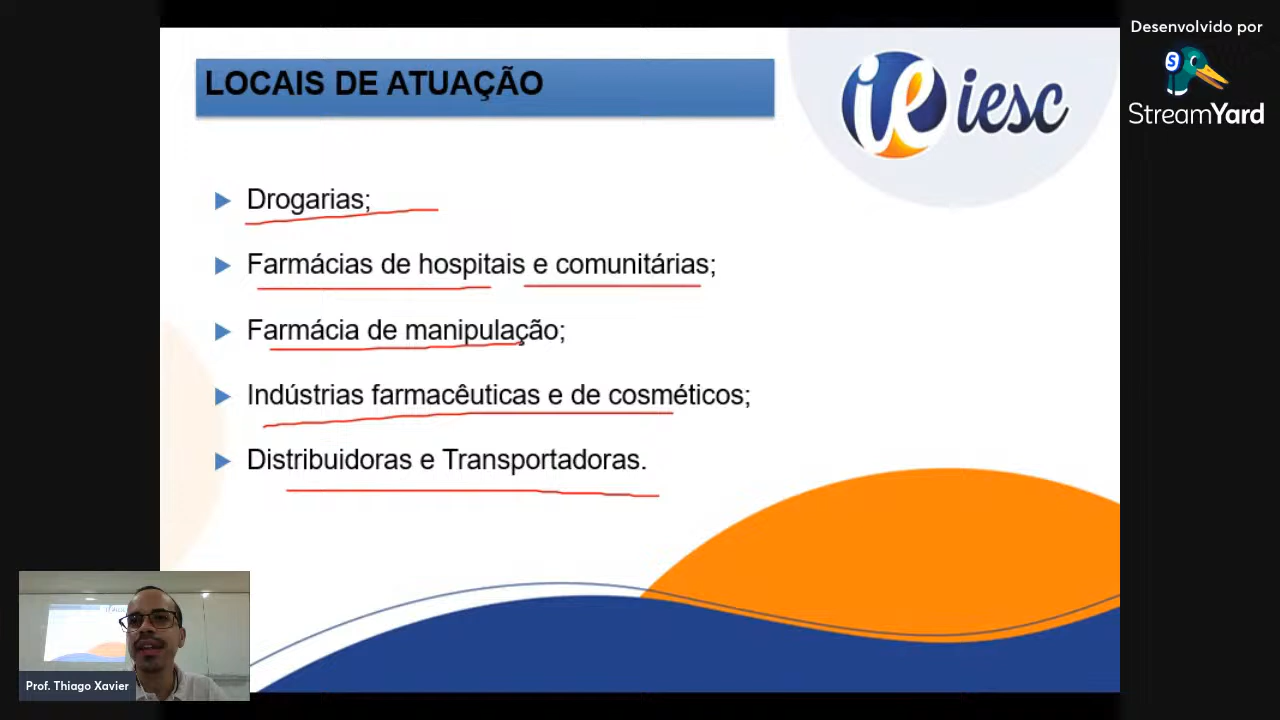 Desenvolvido por
StreamYard
LOCAIS DE ATUAÇÃO
iesc
Drogarias;
Farmácias de hospitais e comunitárias;
Farmácia de manipulação;
Indústrias farmacêuticas e de cosméticos;
Distribuidoras e Transportadoras.
Prof. Thiago Xavier